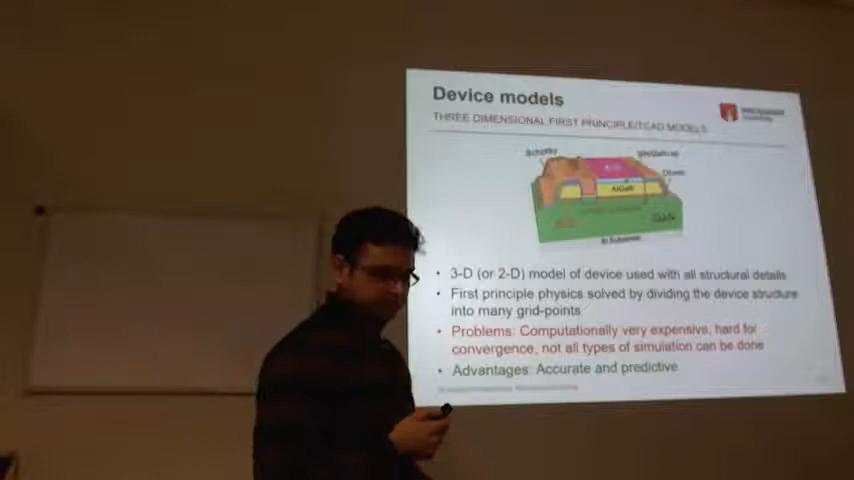 Device models
THREE DIMENSIONAL FIRST PRINCIPLE/TCAD MODELS
Schottky
Ohmic
AlGaN
GaN
Si Substrate
• 3-D (or 2-D) model of device used with all structural details
• First principle physics solved by dividing the device structure
into many grid-points
• Problems: Computationally very expensive, hard for
convergence, not all types of simulation can be done
• Advantages: Accurate and predictive